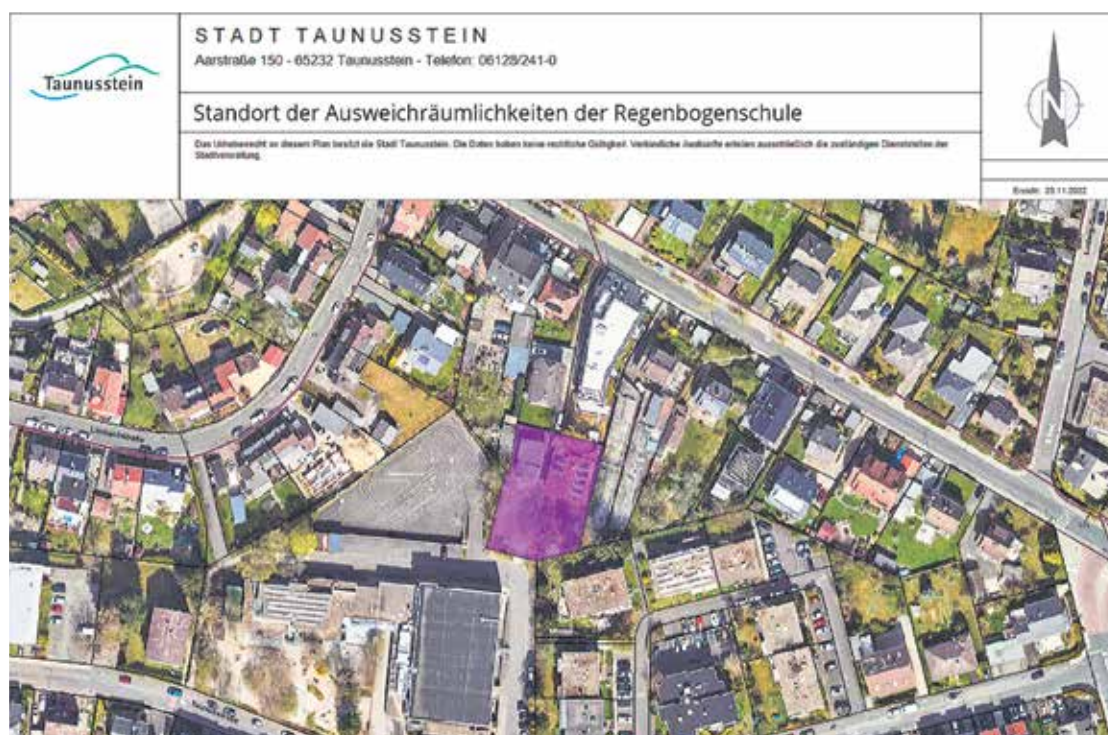 Taunusstein
STADT TAUNUSSTEIN
Aarstraße 150 - 65232 Taunusstein - Telefon: 06128/241-0
Standort der Ausweichräumlichkeiten der Regenbogenschule
Das Urheberrecht an diesem Plan besitzt die Stadt Taunusstein. Die Daten haben keine rechtliche Gültigkeit. Verbindliche Auskünfte erteilen ausschließlich die zuständigen Dienststellen der
Stadtverwaltung.
N
Erstellt: 23.11.2022